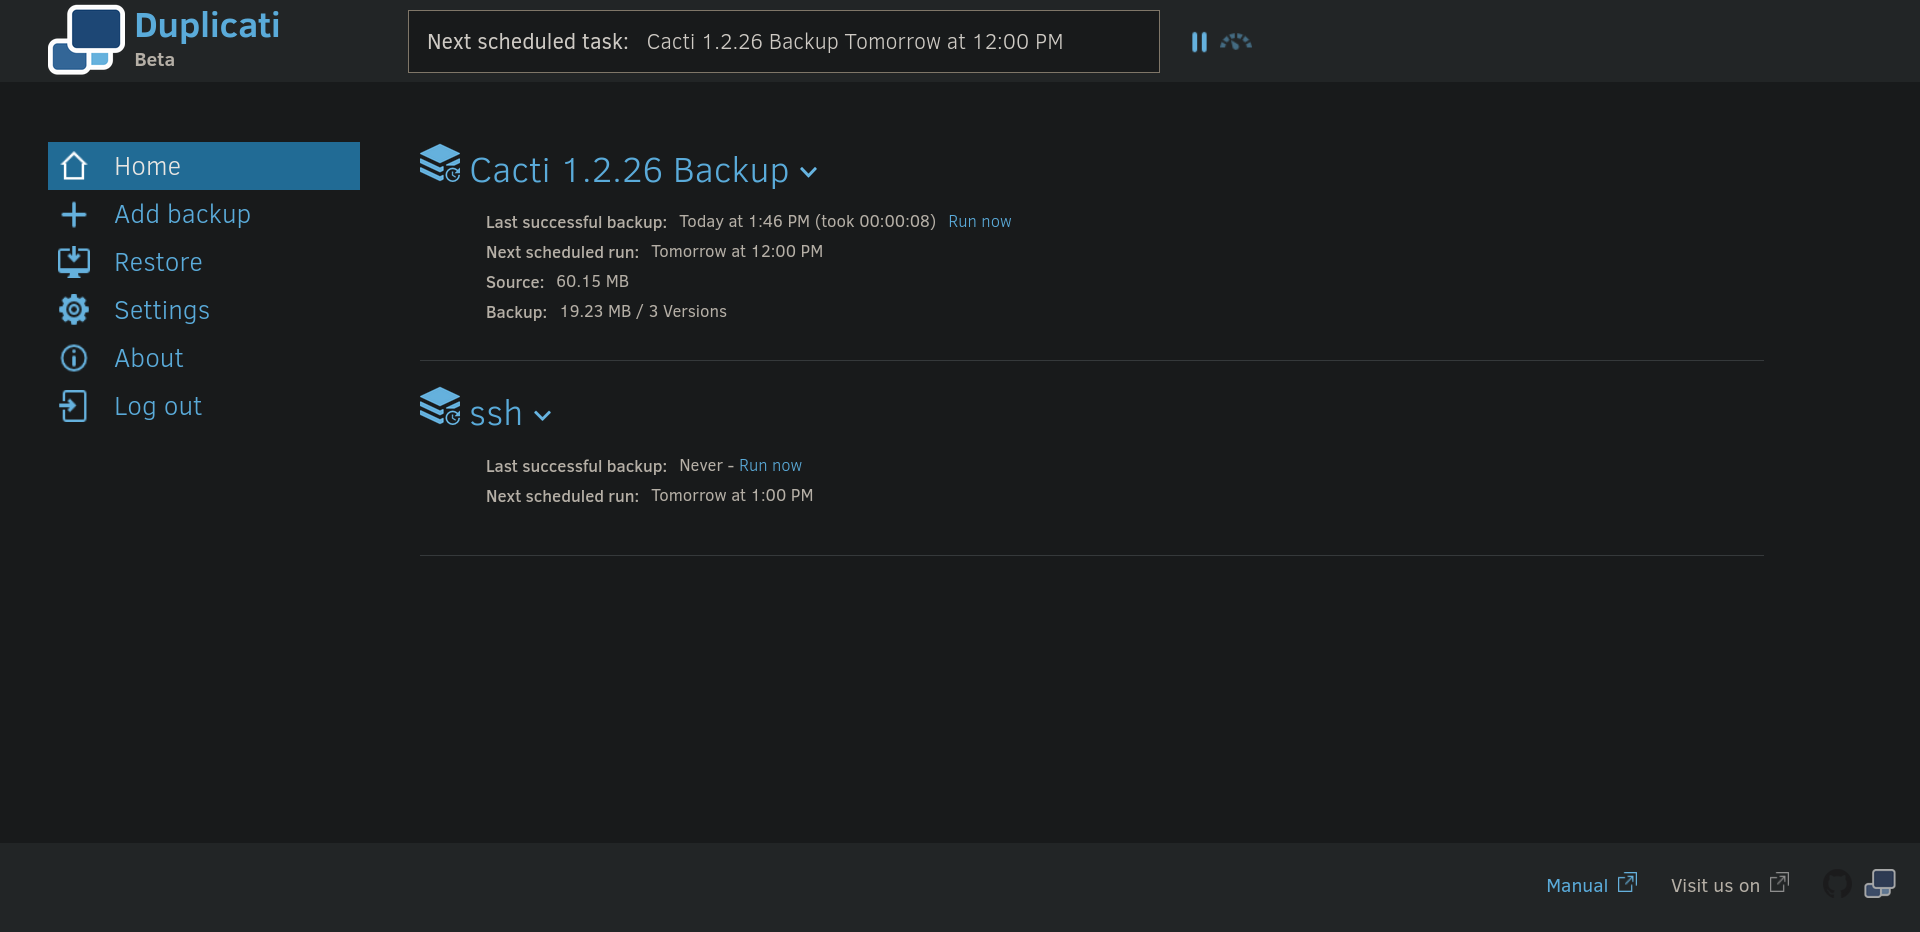 Duplicati
Beta
Next scheduled task: Cacti 1.2.26 Backup Tomorrow at 12:00 PM
Home
Add backup
Restore
Settings
About
Log out
Cacti 1.2.26 Backup
Last successful backup: Today at 1:46 PM (took 00:00:08) Run now
Next scheduled run: Tomorrow at 12:00 PM
Source: 60.15 MB
Backup: 19.23 MB / 3 Versions
ssh
Last successful backup: Never - Run now
Next scheduled run: Tomorrow at 1:00 PM
Manual Visit us on